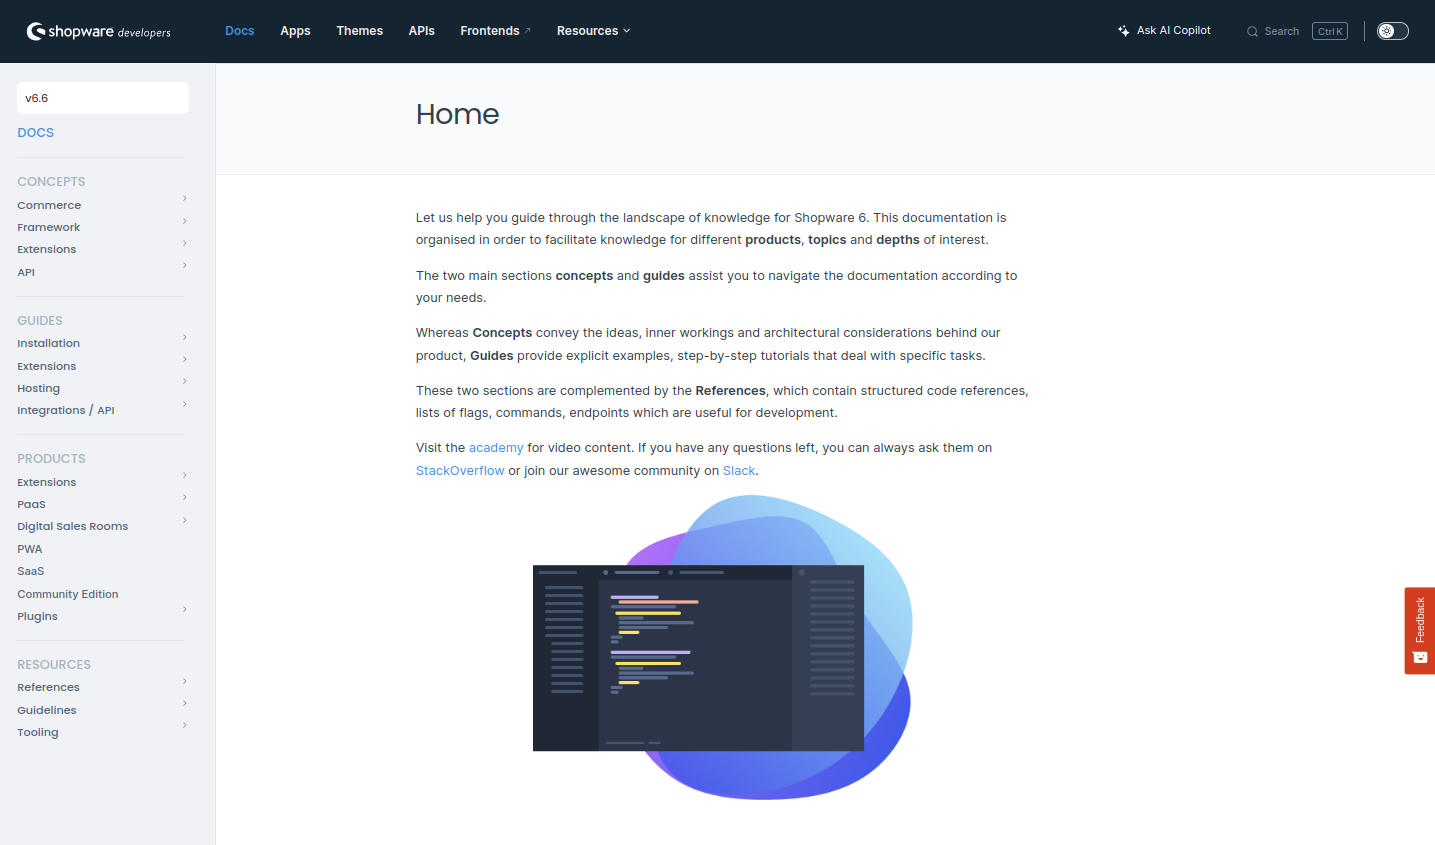 shopware developers
Docs
Apps
Themes
APIs
Frontends
Resources
Ask AI Copilot
Search
Ctrl K
v6.6
DOCS
CONCEPTS
Commerce
Framework
Extensions
API
GUIDES
Installation
Extensions
Hosting
Integrations / API
PRODUCTS
Extensions
PaaS
Digital Sales Rooms
PWA
SaaS
Community Edition
Plugins
RESOURCES
References
Guidelines
Tooling
Home
Let us help you guide through the landscape of knowledge for Shopware 6. This documentation is
organised in order to facilitate knowledge for different products, topics and depths of interest.
The two main sections concepts and guides assist you to navigate the documentation according to
your needs.
Whereas Concepts convey the ideas, inner workings and architectural considerations behind our
product, Guides provide explicit examples, step-by-step tutorials that deal with specific tasks.
These two sections are complemented by the References, which contain structured code references,
lists of flags, commands, endpoints which are useful for development.
Visit the academy for video content. If you have any questions left, you can always ask them on
StackOverflow or join our awesome community on Slack.
Feedback